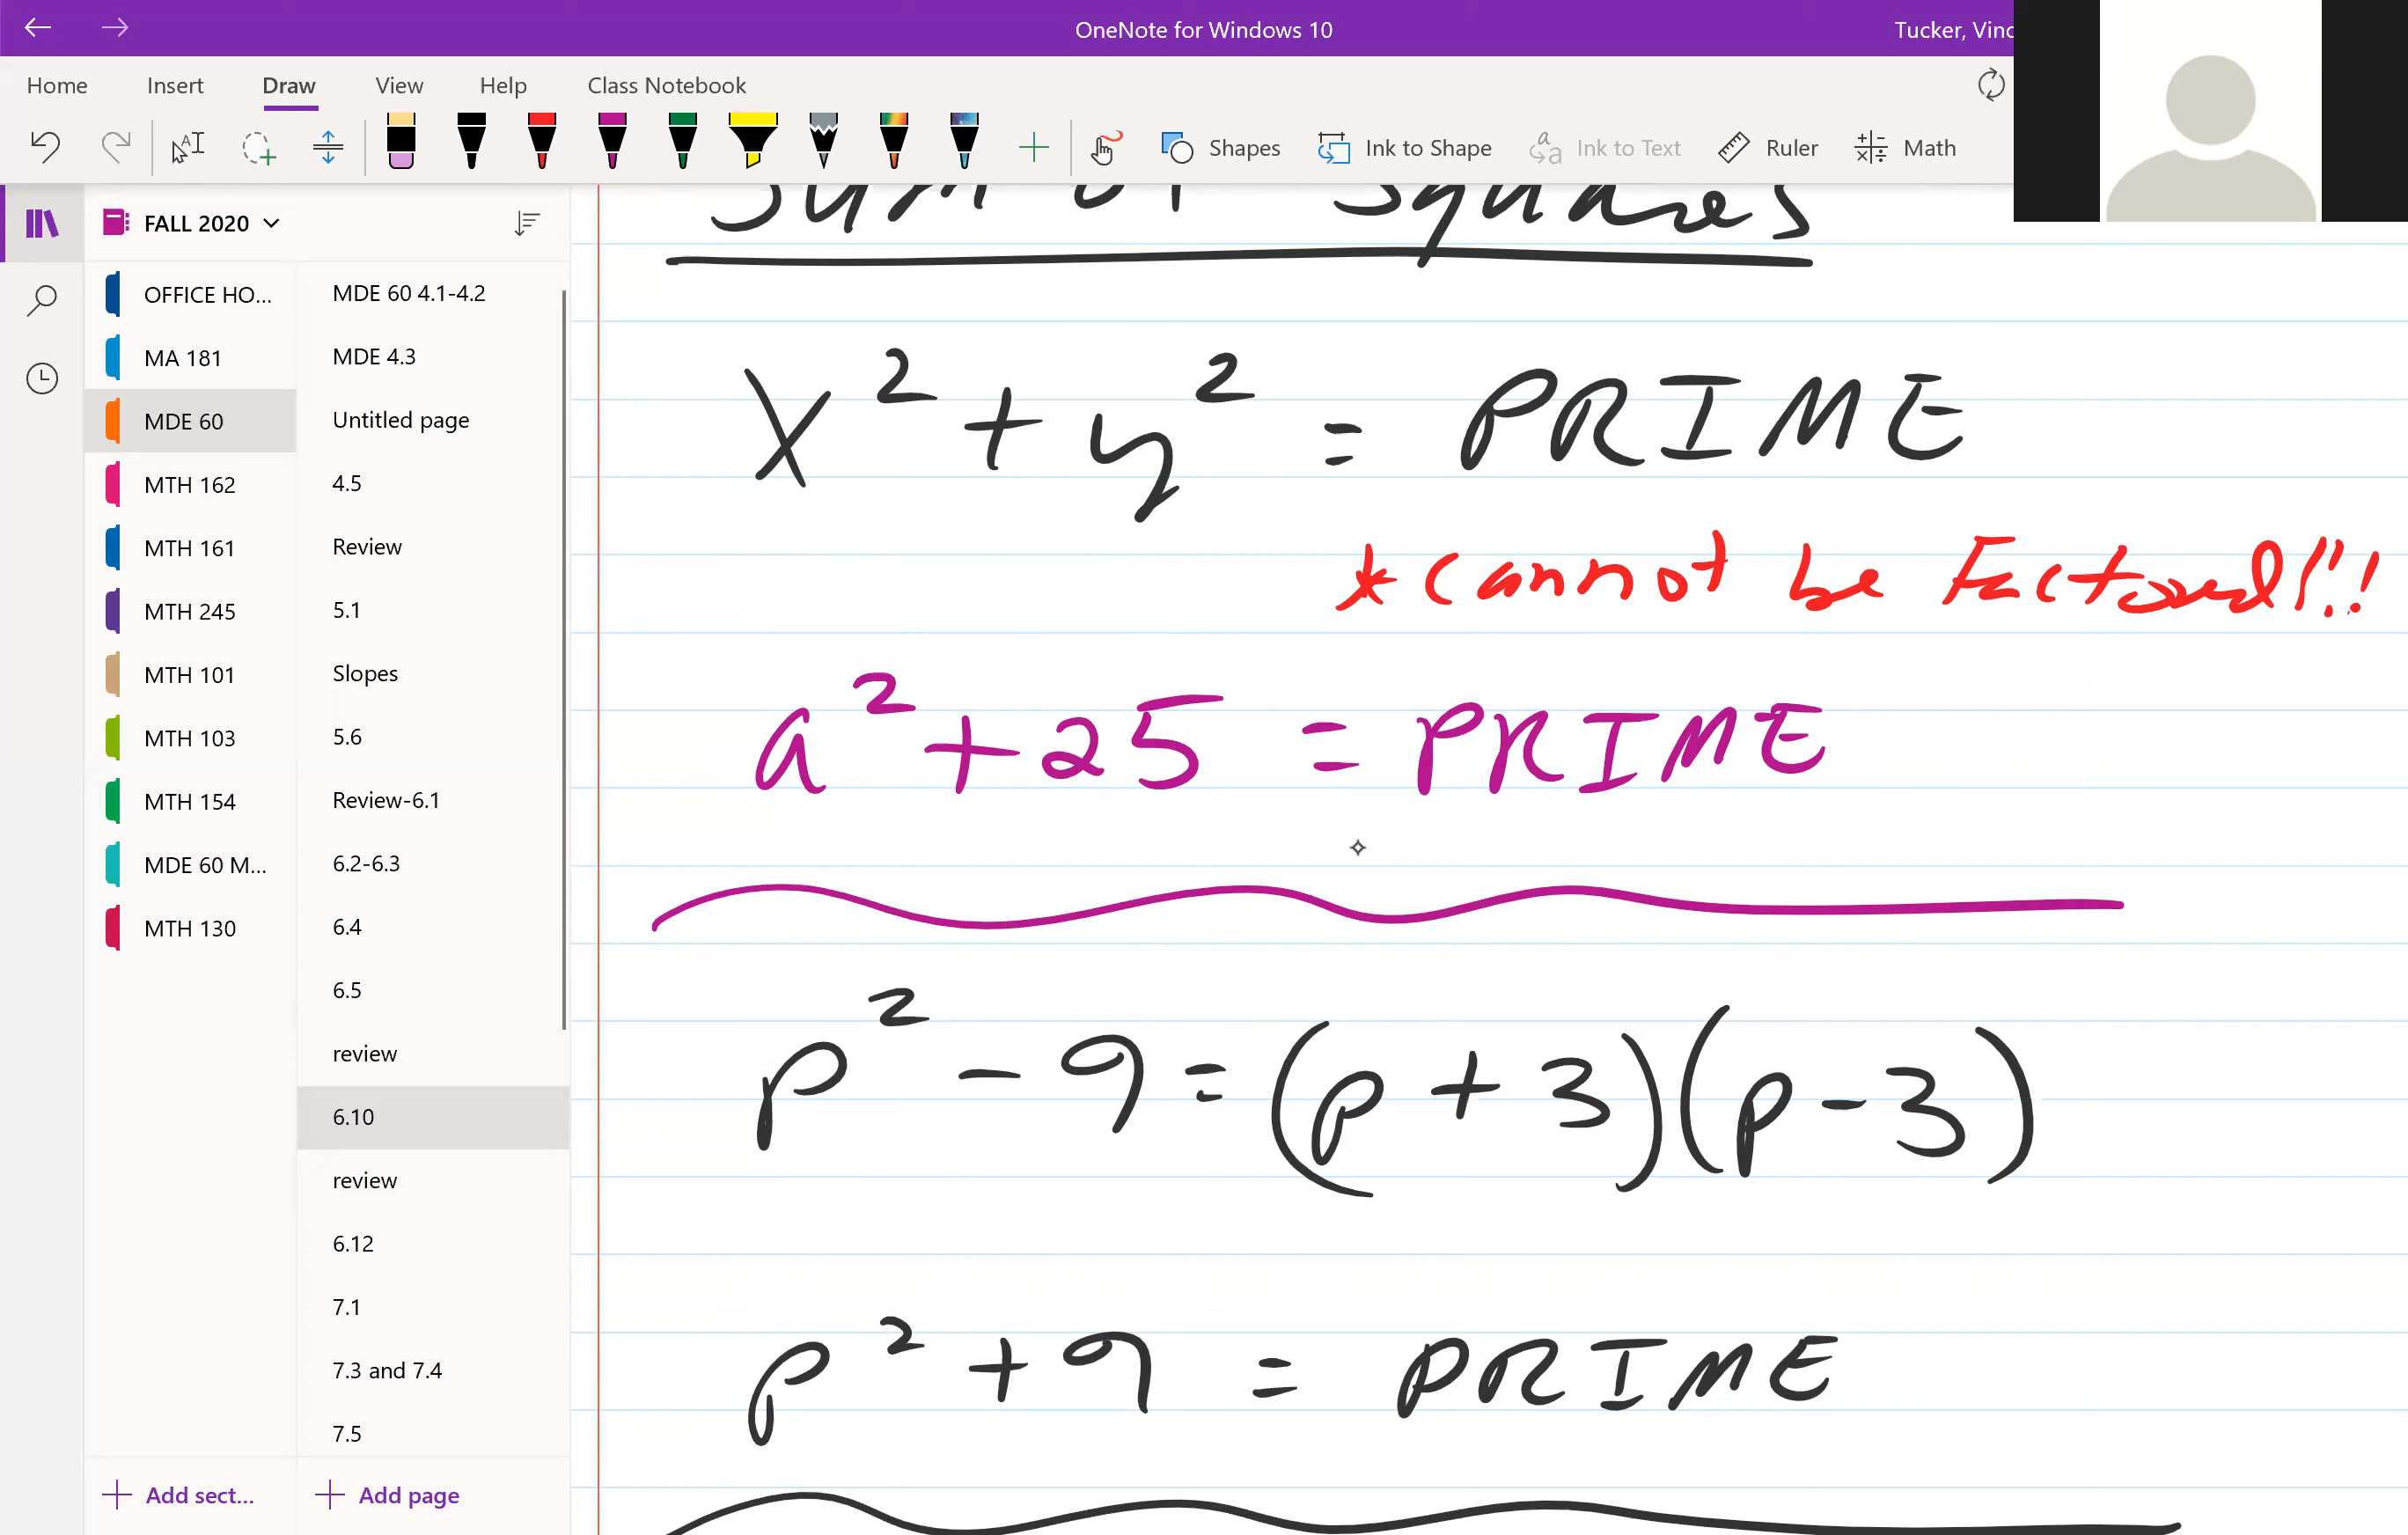 OneNote for Windows 10
Tucker, Vinc
Home Insert Draw View Help Class Notebook
Shapes Ink to Shape Ink to Text Ruler Math
FALL 2020
OFFICE HO...
MA 181
MDE 60
MTH 162
MTH 161
MTH 245
MTH 101
MTH 103
MTH 154
MDE 60 M...
MTH 130
Add sect...
MDE 60 4.1-4.2
MDE 4.3
Untitled page
4.5
Review
5.1
Slopes
5.6
Review-6.1
6.2-6.3
6.4
6.5
review
6.10
review
6.12
7.1
7.3 and 7.4
7.5
Add page
Sum of Squares
x² + y² = PRIME
* Cannot be Factored!!!
a² + 25 = PRIME
p² - 9 = (p + 3)(p - 3)
p² + 9 = PRIME